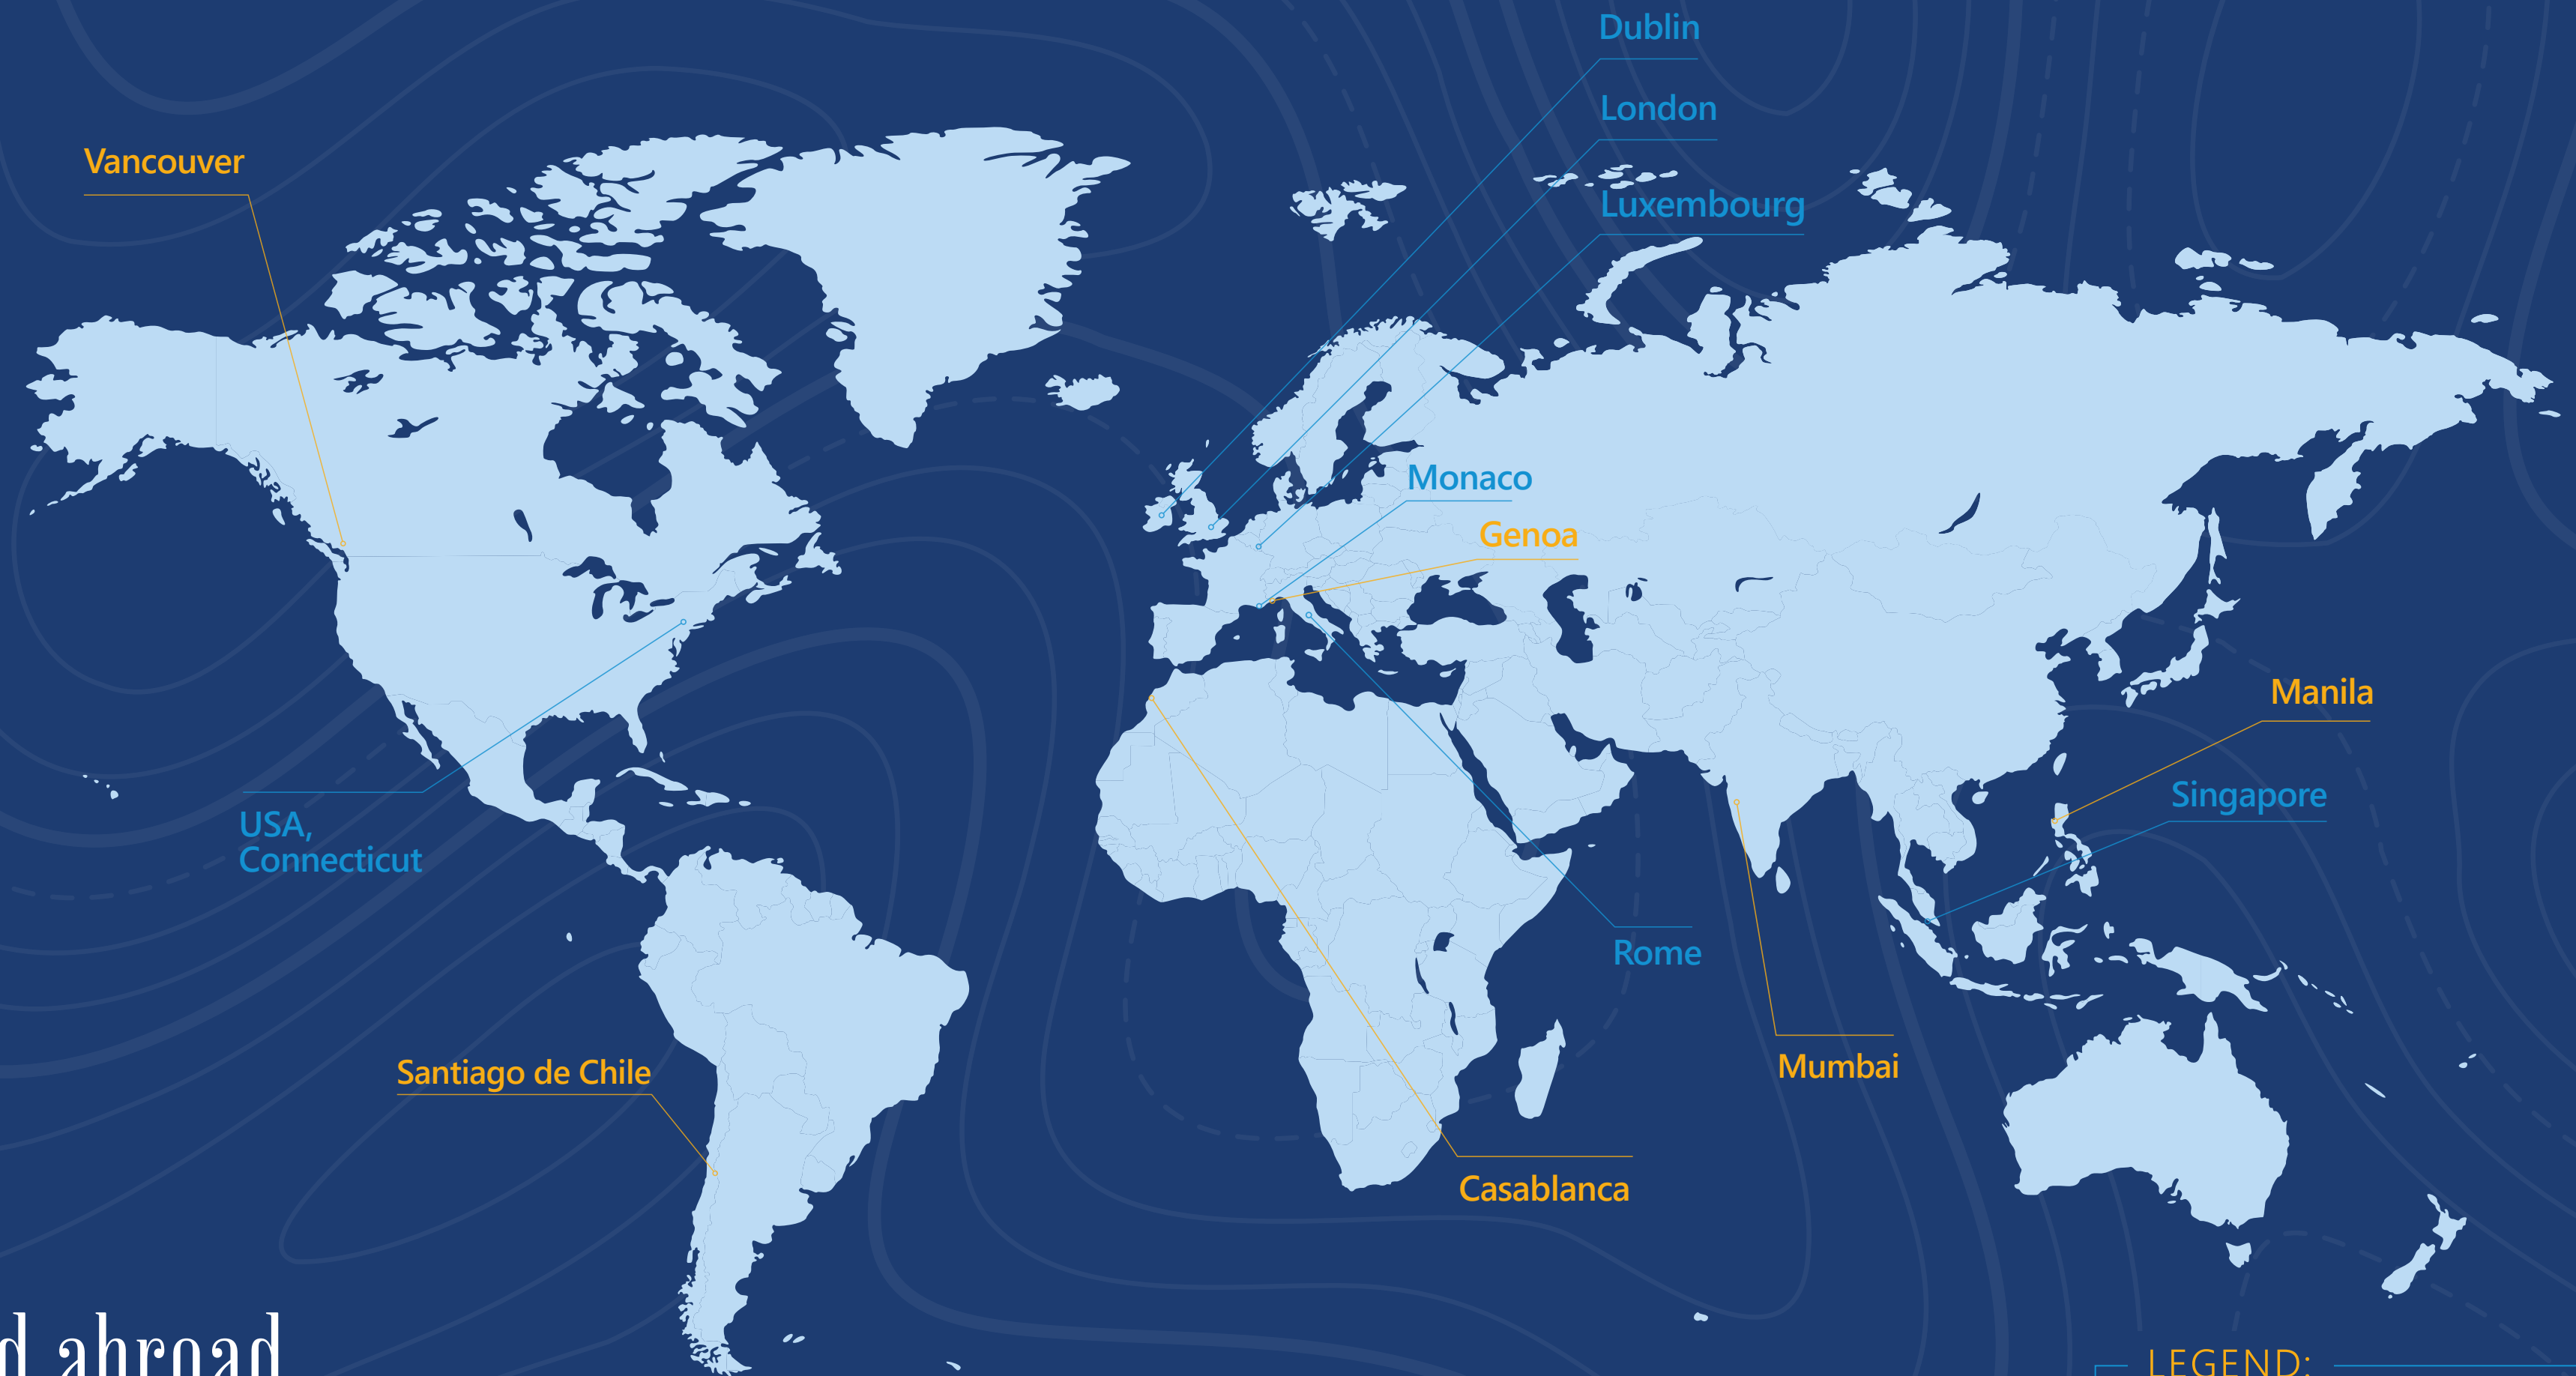 Dublin
London
Vancouver
Luxembourg
Monaco
Genoa
Manila
Singapore
USA,
Connecticut
Rome
Mumbai
Santiago de Chile
Casablanca
d abroad
LEGEND: